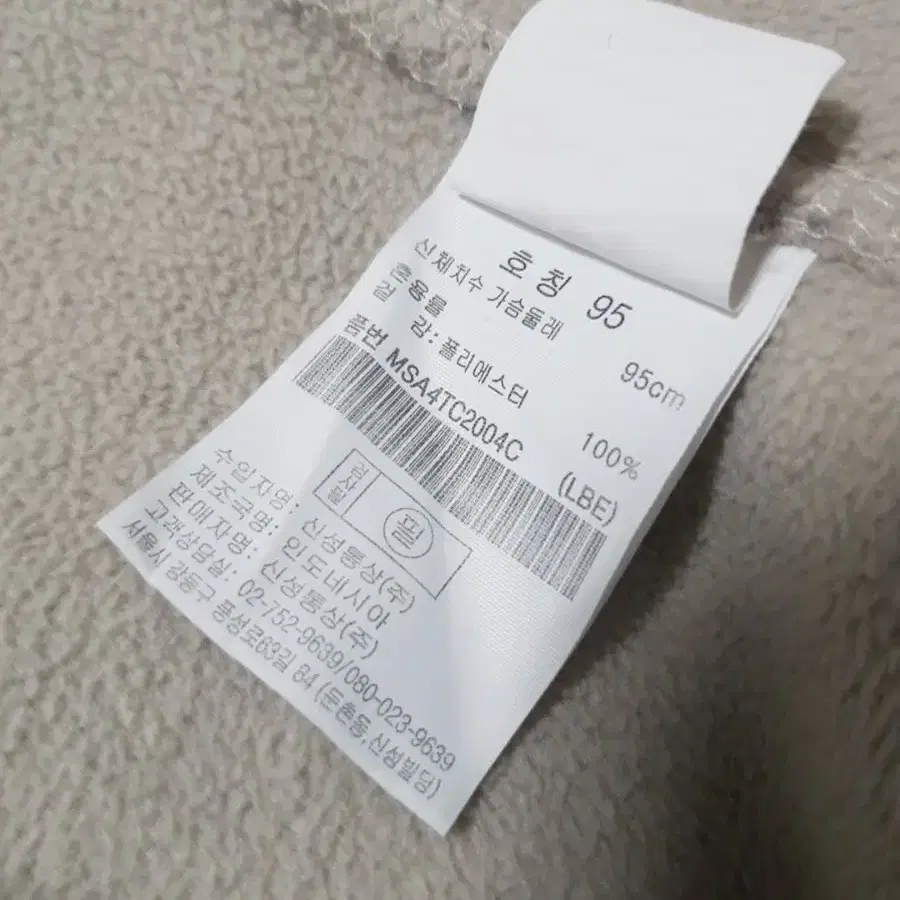 호칭 95
신체치수 가슴둘레 95cm
혼용율
겉 감: 폴리에스터 100%
품번 MSA4TC2004C (LBE)
검사필 필
수입자명: 신성통상(주)
제조국명: 인도네시아
판매자명: 신성통상(주)
고객상담실: 02-752-9639/080-023-9639
서울시 강동구 풍성로63길 84 (둔촌동,신성빌딩)